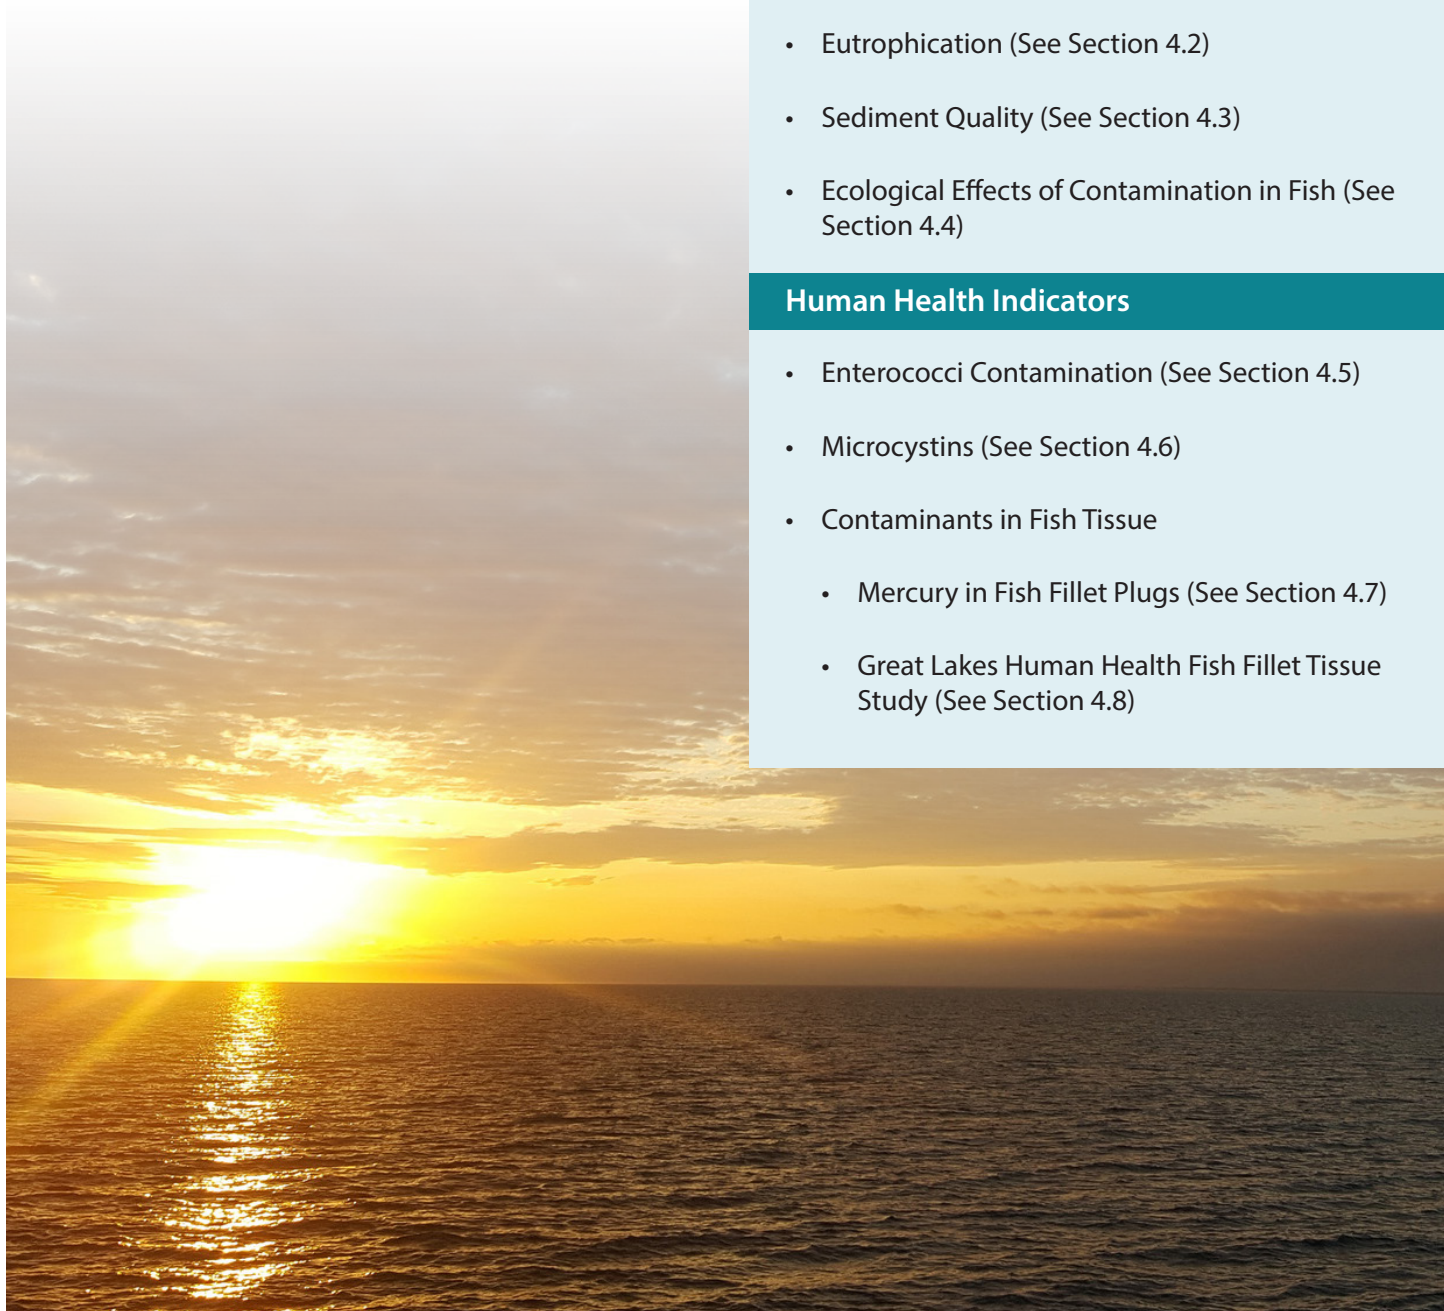 • Eutrophication (See Section 4.2)
• Sediment Quality (See Section 4.3)
• Ecological Effects of Contamination in Fish (See
Section 4.4)
Human Health Indicators
• Enterococci Contamination (See Section 4.5)
• Microcystins (See Section 4.6)
• Contaminants in Fish Tissue
• Mercury in Fish Fillet Plugs (See Section 4.7)
• Great Lakes Human Health Fish Fillet Tissue
Study (See Section 4.8)